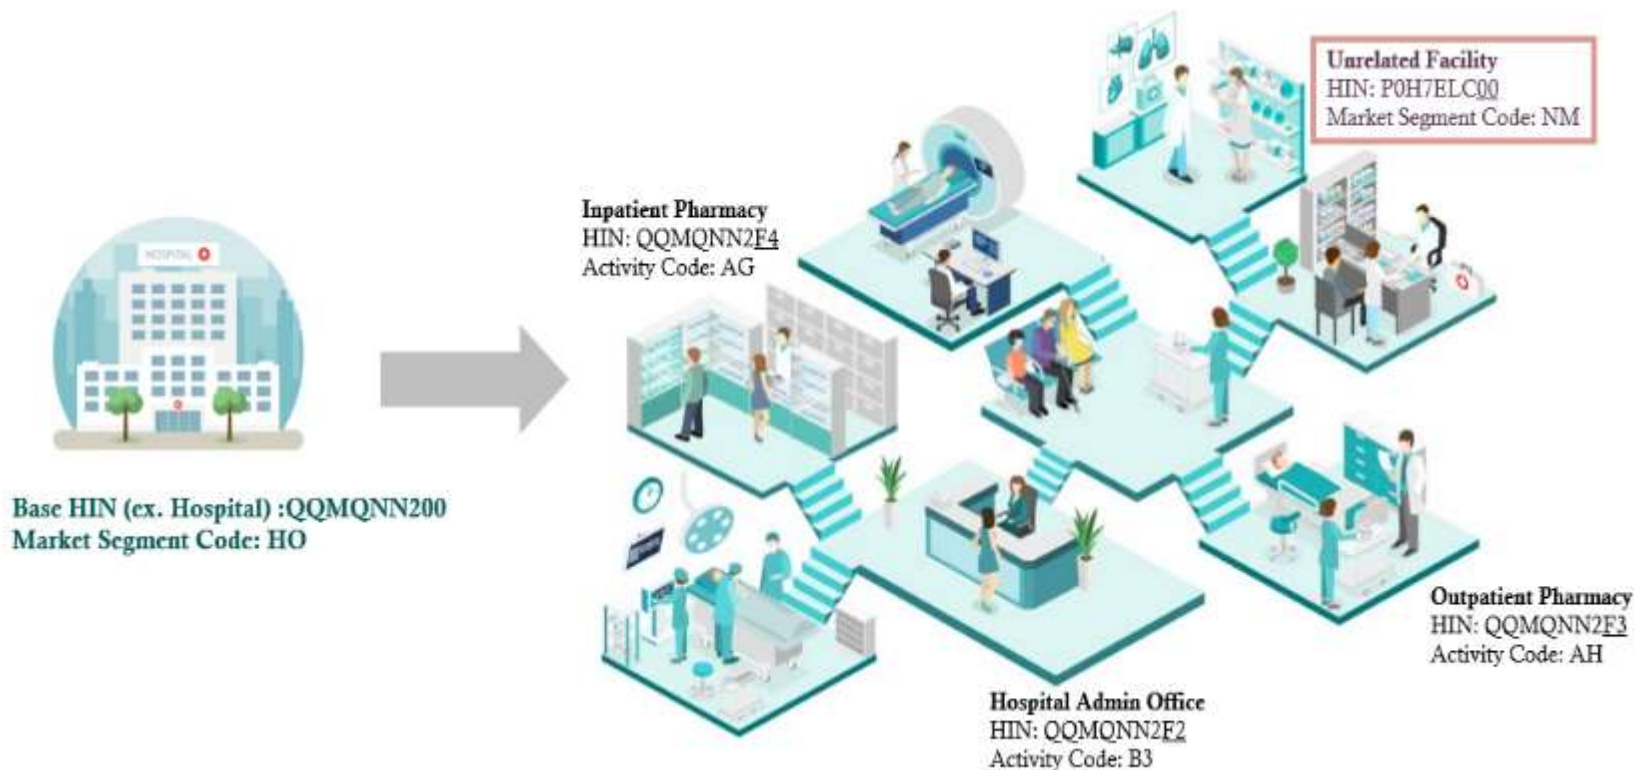 Unrelated Facility
HIN: P0H7ELC00
Market Segment Code: NM
Inpatient Pharmacy
HIN: QQMQNN2F4
Activity Code: AG
HOSPITAL
Base HIN (ex. Hospital) :QQMQNN200
Market Segment Code: HO
Outpatient Pharmacy
HIN: QQMQNN2F3
Activity Code: AH
Hospital Admin Office
HIN: QQMQNN2F2
Activity Code: B3